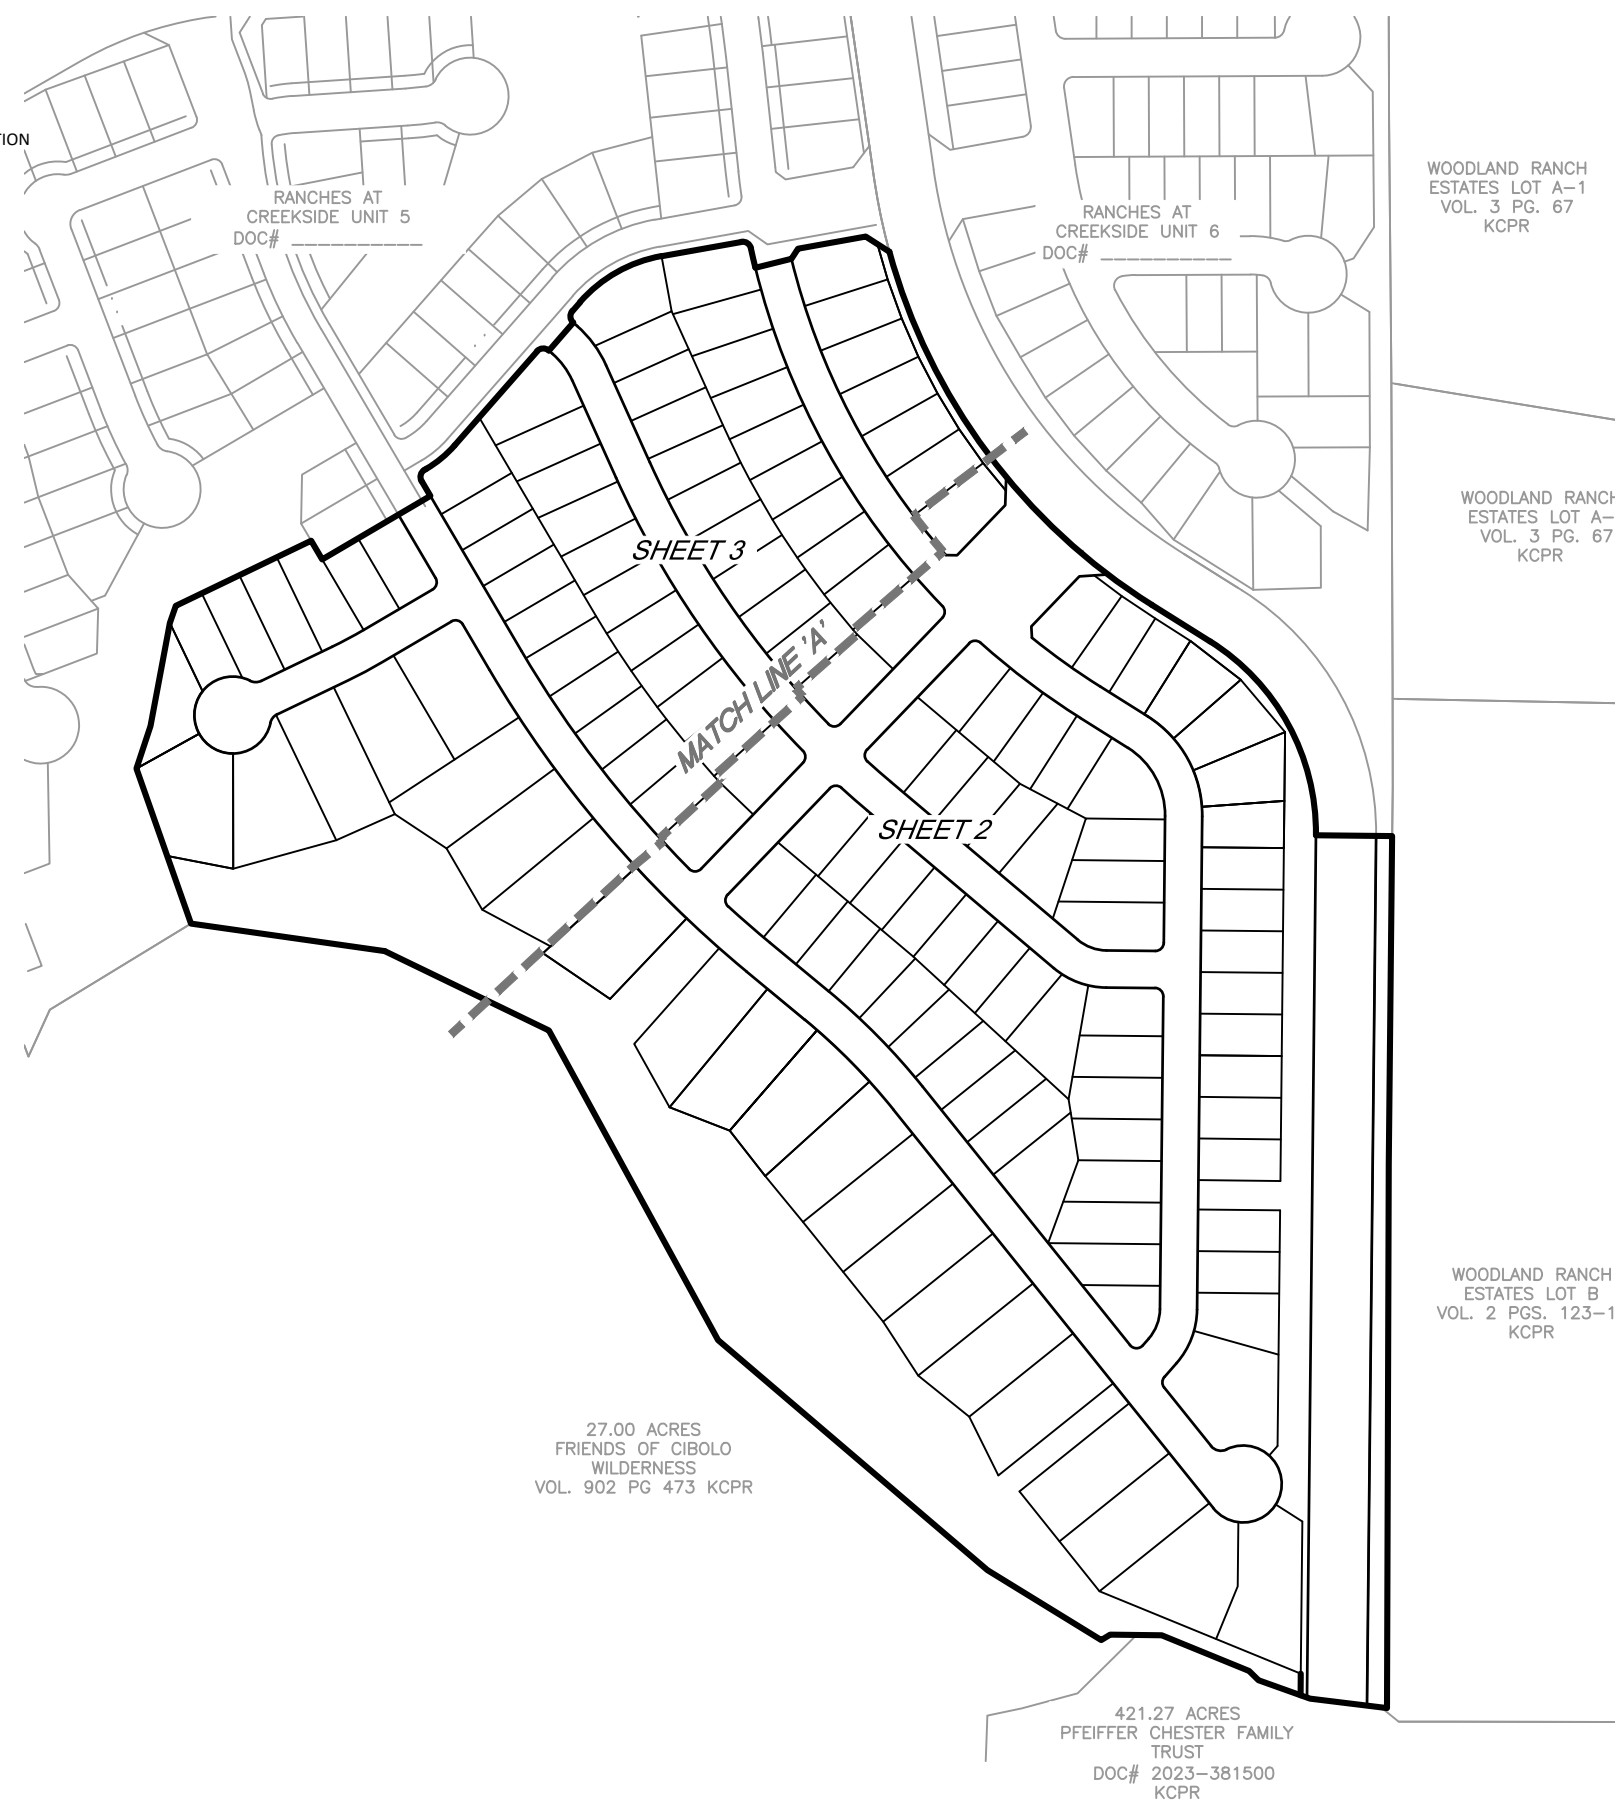 TION
RANCHES AT
CREEKSIDE UNIT 5
DOC# __________
RANCHES AT
CREEKSIDE UNIT 6
DOC# __________
WOODLAND RANCH
ESTATES LOT A-1
VOL. 3 PG. 67
KCPR
WOODLAND RANCH
ESTATES LOT A-
VOL. 3 PG. 67
KCPR
SHEET 3
MATCH LINE 'A'
SHEET 2
WOODLAND RANCH
ESTATES LOT B
VOL. 2 PGS. 123-1
KCPR
27.00 ACRES
FRIENDS OF CIBOLO
WILDERNESS
VOL. 902 PG 473 KCPR
421.27 ACRES
PFEIFFER CHESTER FAMILY
TRUST
DOC# 2023-381500
KCPR